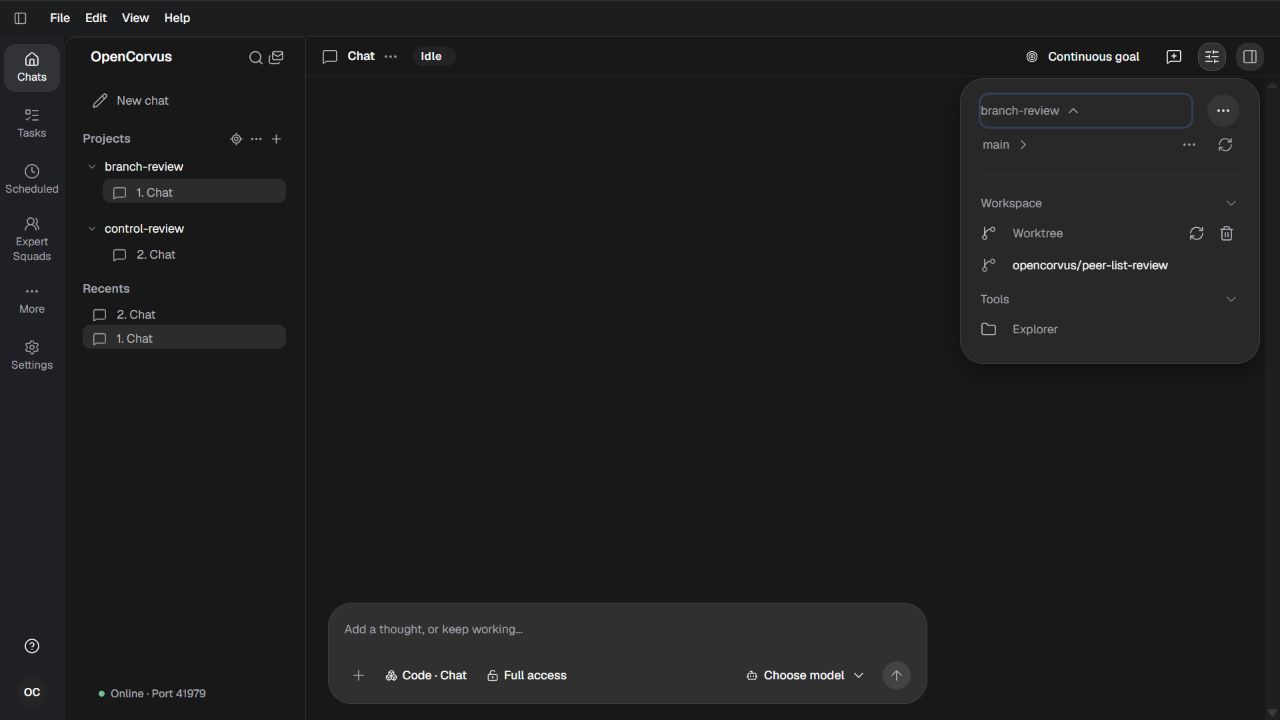 File Edit View Help
OpenCorvus
Chat
Idle
Continuous goal
Chats
Tasks
Scheduled
Expert
Squads
More
Settings
OC
New chat
Projects
branch-review
1. Chat
control-review
2. Chat
Recents
2. Chat
1. Chat
Online · Port 41979
branch-review
main
Workspace
Worktree
opencorvus/peer-list-review
Tools
Explorer
Add a thought, or keep working...
Code · Chat Full access Choose model